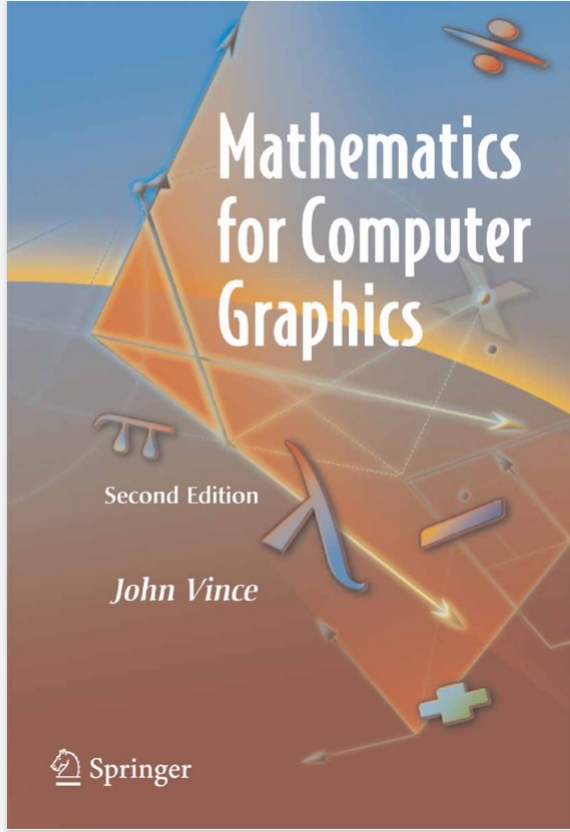 Mathematics
for Computer
Graphics
π
λ
Second Edition
John Vince
Springer